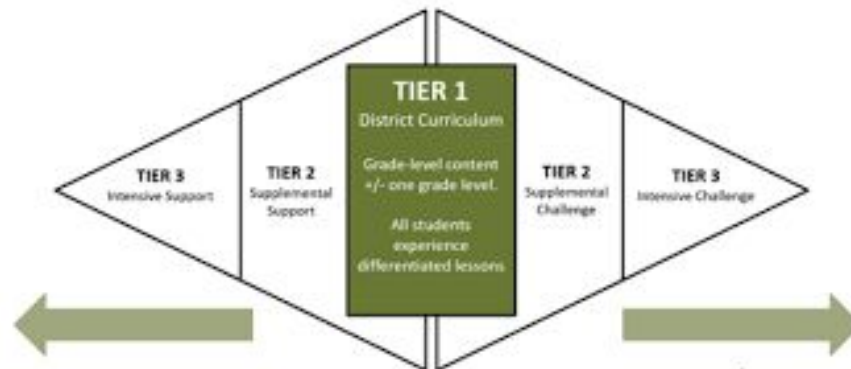 TIER 1
District Curriculum
Grade-level content
+/- one grade level.
All students
experience
differentiated lessons
TIER 3
Intensive Support
TIER 2
Supplemental
Support
TIER 2
Supplemental
Challenge
TIER 3
Intensive Challenge